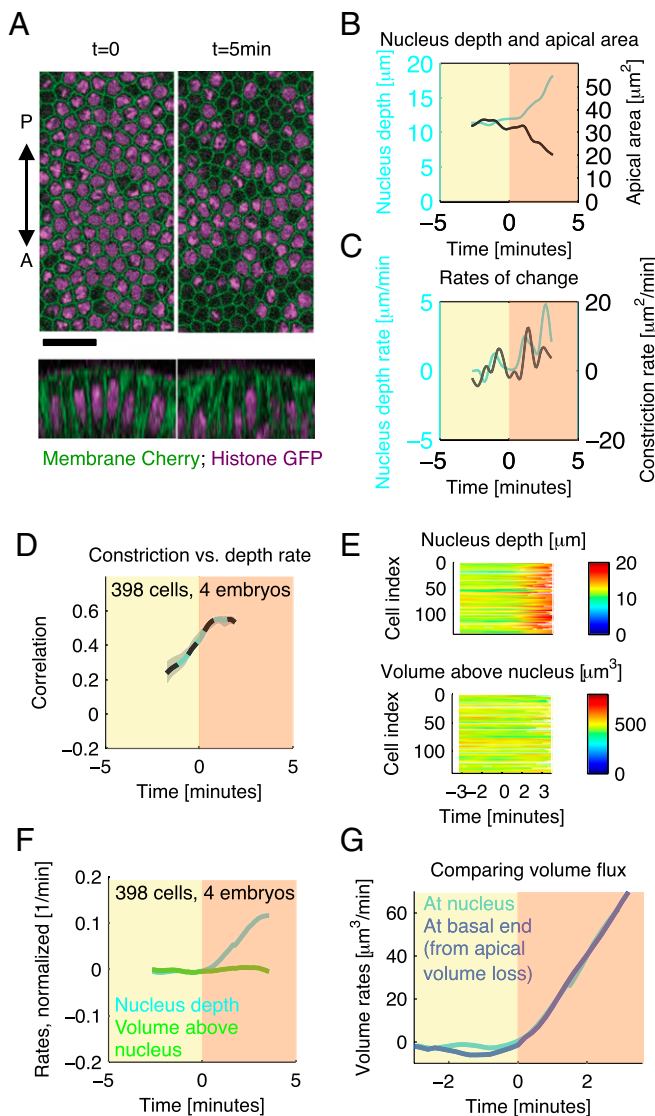 A
t=0
t=5min
P
A
Membrane Cherry; Histone GFP
B
Nucleus depth and apical area
Nucleus depth [μm]
20
15
10
5
0
50
40
30
20
10
0
Apical area [μm²]
−5
0
5
Time [minutes]
C
Rates of change
Nucleus depth rate [μm/min]
5
0
−5
20
0
−20
Constriction rate [μm²/min]
−5
0
5
Time [minutes]
D
Constriction vs. depth rate
398 cells, 4 embryos
Correlation
0.6
0.4
0.2
0
−0.2
−5
0
5
Time [minutes]
E
Nucleus depth [μm]
Cell index
0
50
100
20
10
0
Volume above nucleus [μm³]
Cell index
0
50
100
500
0
−3 −2 0 2 3
Time [minutes]
F
Rates, normalized [1/min]
398 cells, 4 embryos
0.2
0.1
0
−0.1
−0.2
Nucleus depth
Volume above
nucleus
−5
0
5
Time [minutes]
G
Comparing volume flux
Volume rates [μm³/min]
60
40
20
0
At nucleus
At basal end
(from apical
volume loss)
−2
0
2
Time [minutes]